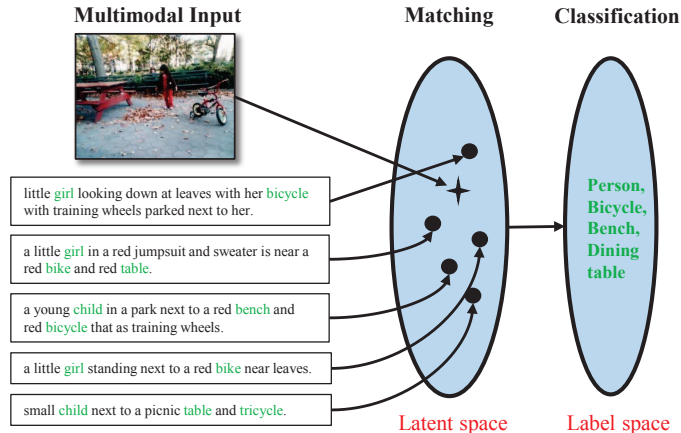 Multimodal Input
Matching
Classification
little girl looking down at leaves with her bicycle
with training wheels parked next to her.
a little girl in a red jumpsuit and sweater is near a
red bike and red table.
a young child in a park next to a red bench and
red bicycle that as training wheels.
a little girl standing next to a red bike near leaves.
small child next to a picnic table and tricycle.
Person,
Bicycle,
Bench,
Dining
table
Latent space
Label space